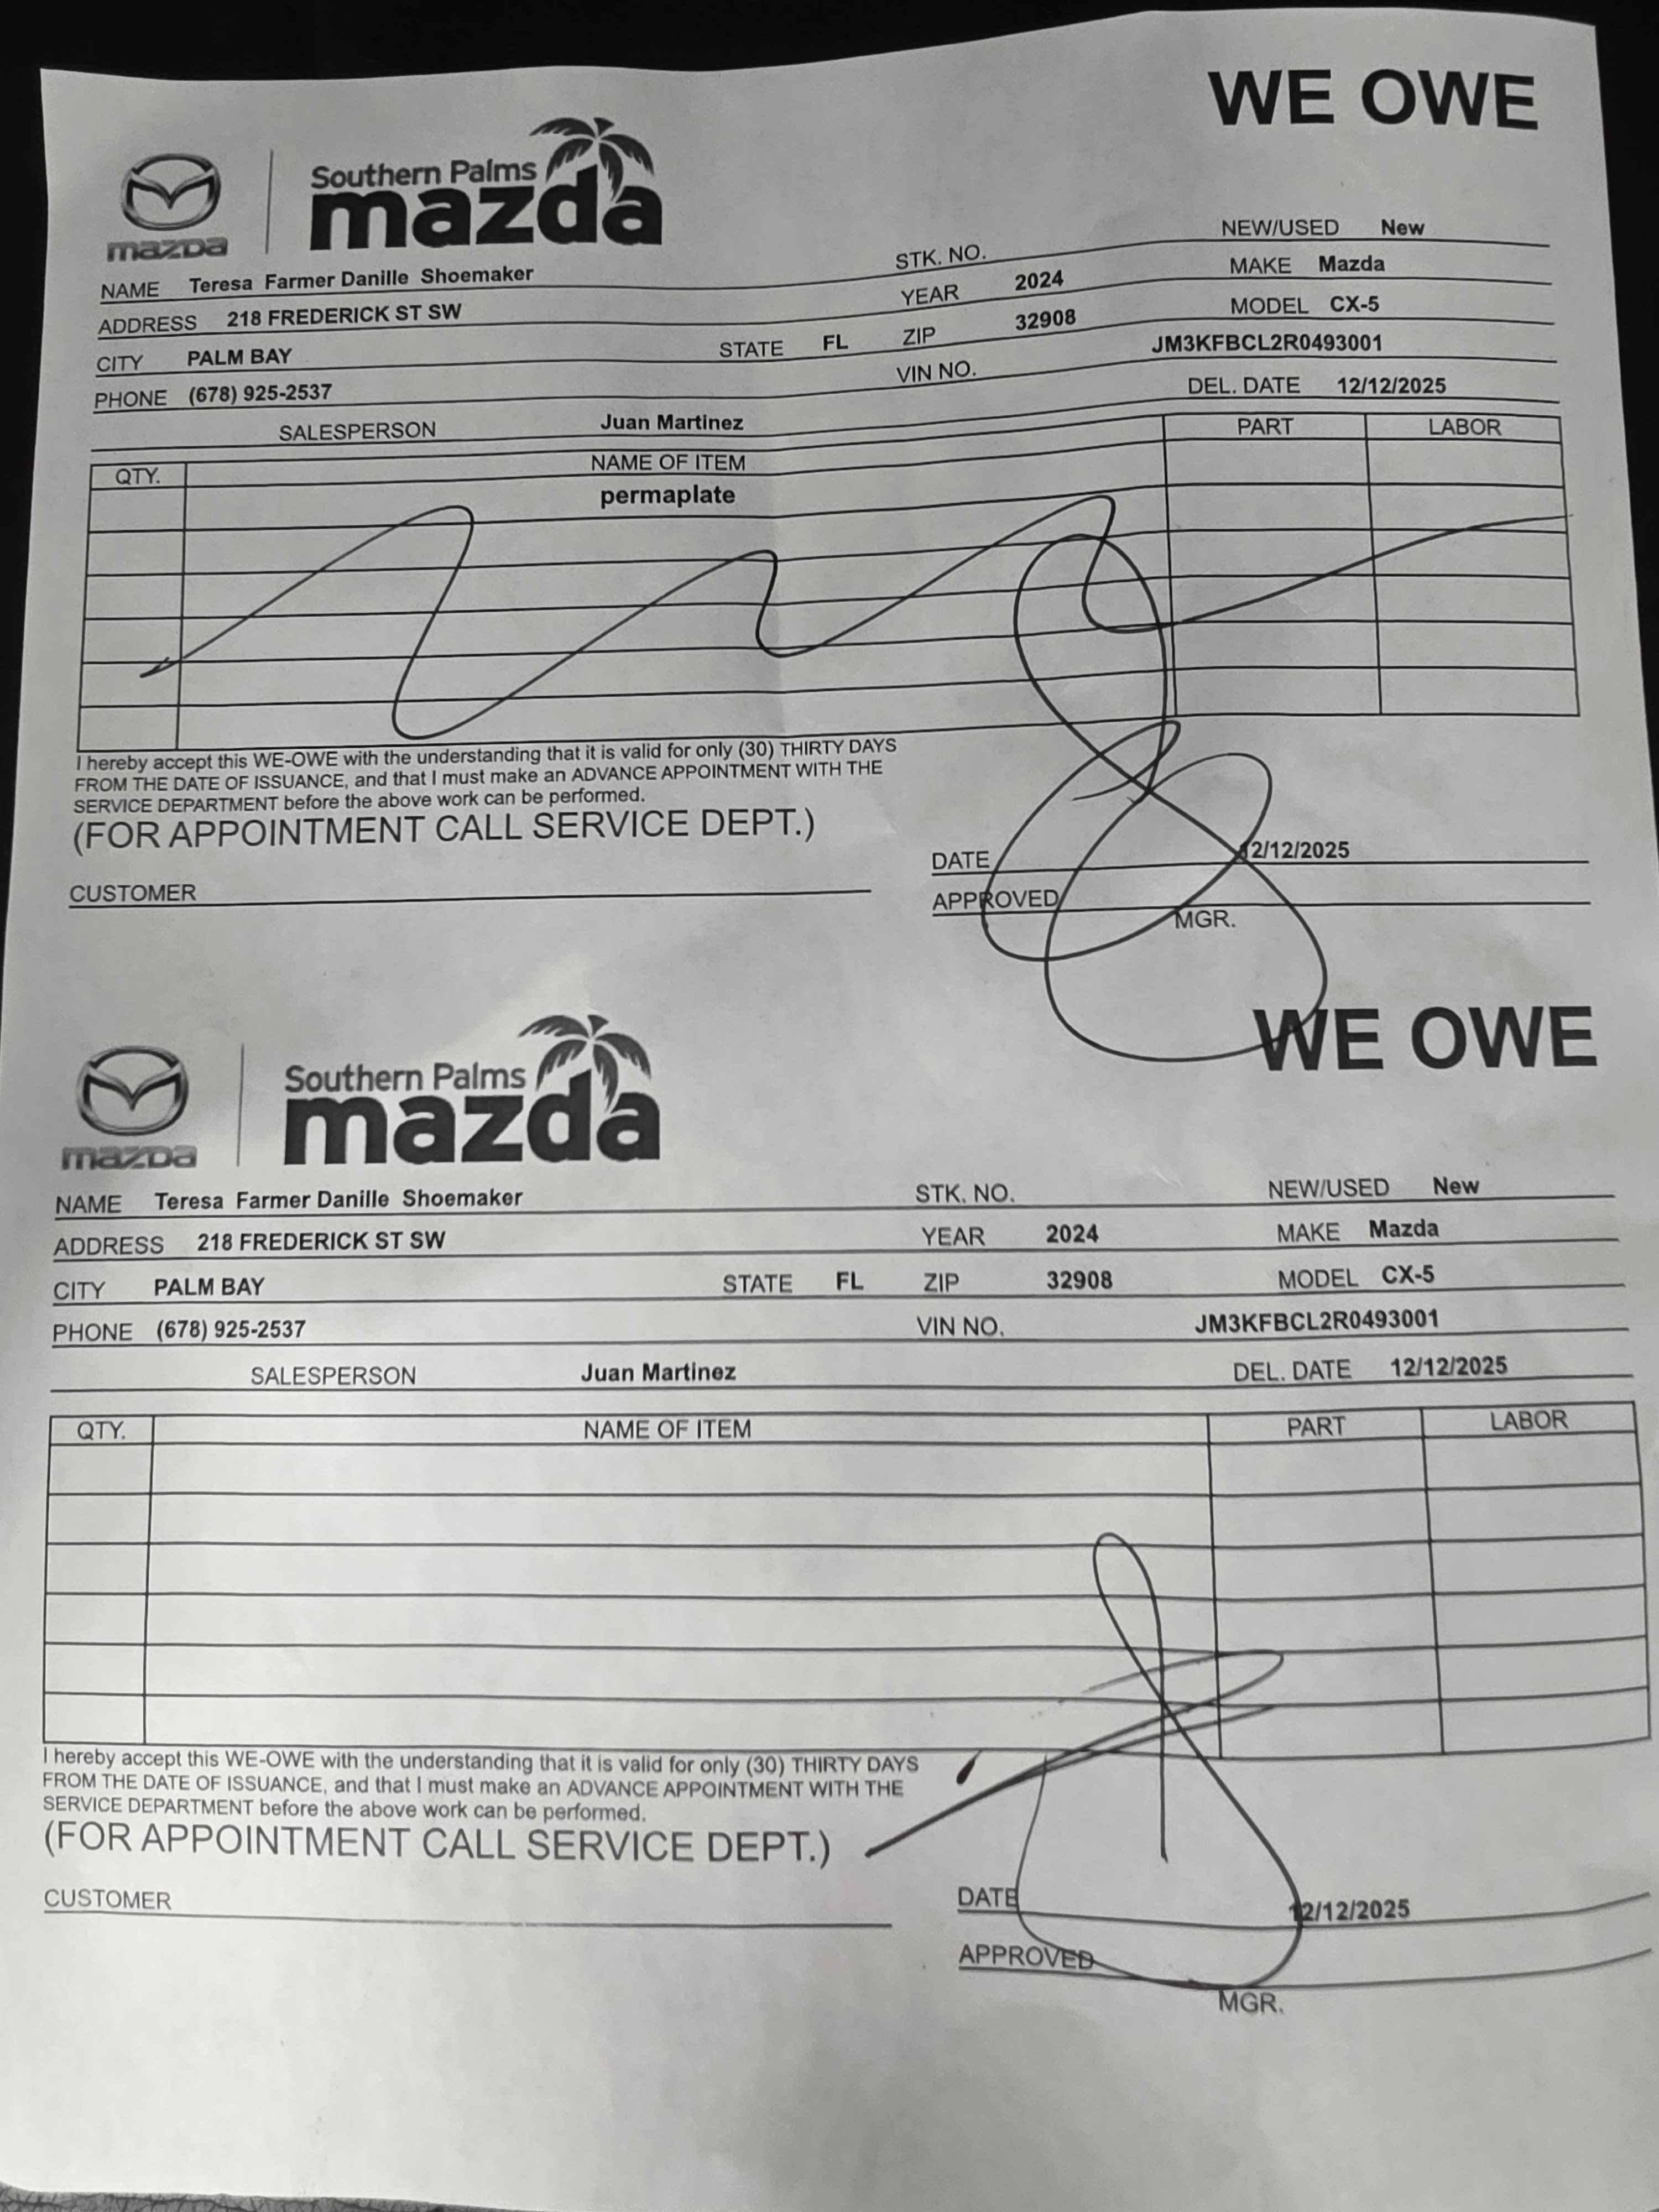 WE OWE
mazda
Southern Palms
mazda
NEW/USED New
NAME Teresa Farmer Danille Shoemaker STK. NO. MAKE Mazda
ADDRESS 218 FREDERICK ST SW YEAR 2024 MODEL CX-5
CITY PALM BAY STATE FL ZIP 32908 JM3KFBCL2R0493001
PHONE (678) 925-2537 VIN NO. DEL. DATE 12/12/2025
SALESPERSON Juan Martinez
QTY. NAME OF ITEM PART LABOR
permaplate
I hereby accept this WE-OWE with the understanding that it is valid for only (30) THIRTY DAYS
FROM THE DATE OF ISSUANCE, and that I must make an ADVANCE APPOINTMENT WITH THE
SERVICE DEPARTMENT before the above work can be performed.
(FOR APPOINTMENT CALL SERVICE DEPT.)
DATE 12/12/2025
CUSTOMER APPROVED
MGR.
WE OWE
mazda
Southern Palms
mazda
NAME Teresa Farmer Danille Shoemaker STK. NO. NEW/USED New
ADDRESS 218 FREDERICK ST SW YEAR 2024 MAKE Mazda
CITY PALM BAY STATE FL ZIP 32908 MODEL CX-5
PHONE (678) 925-2537 VIN NO. JM3KFBCL2R0493001
SALESPERSON Juan Martinez DEL. DATE 12/12/2025
QTY. NAME OF ITEM PART LABOR
I hereby accept this WE-OWE with the understanding that it is valid for only (30) THIRTY DAYS
FROM THE DATE OF ISSUANCE, and that I must make an ADVANCE APPOINTMENT WITH THE
SERVICE DEPARTMENT before the above work can be performed.
(FOR APPOINTMENT CALL SERVICE DEPT.)
CUSTOMER DATE 12/12/2025
APPROVED
MGR.